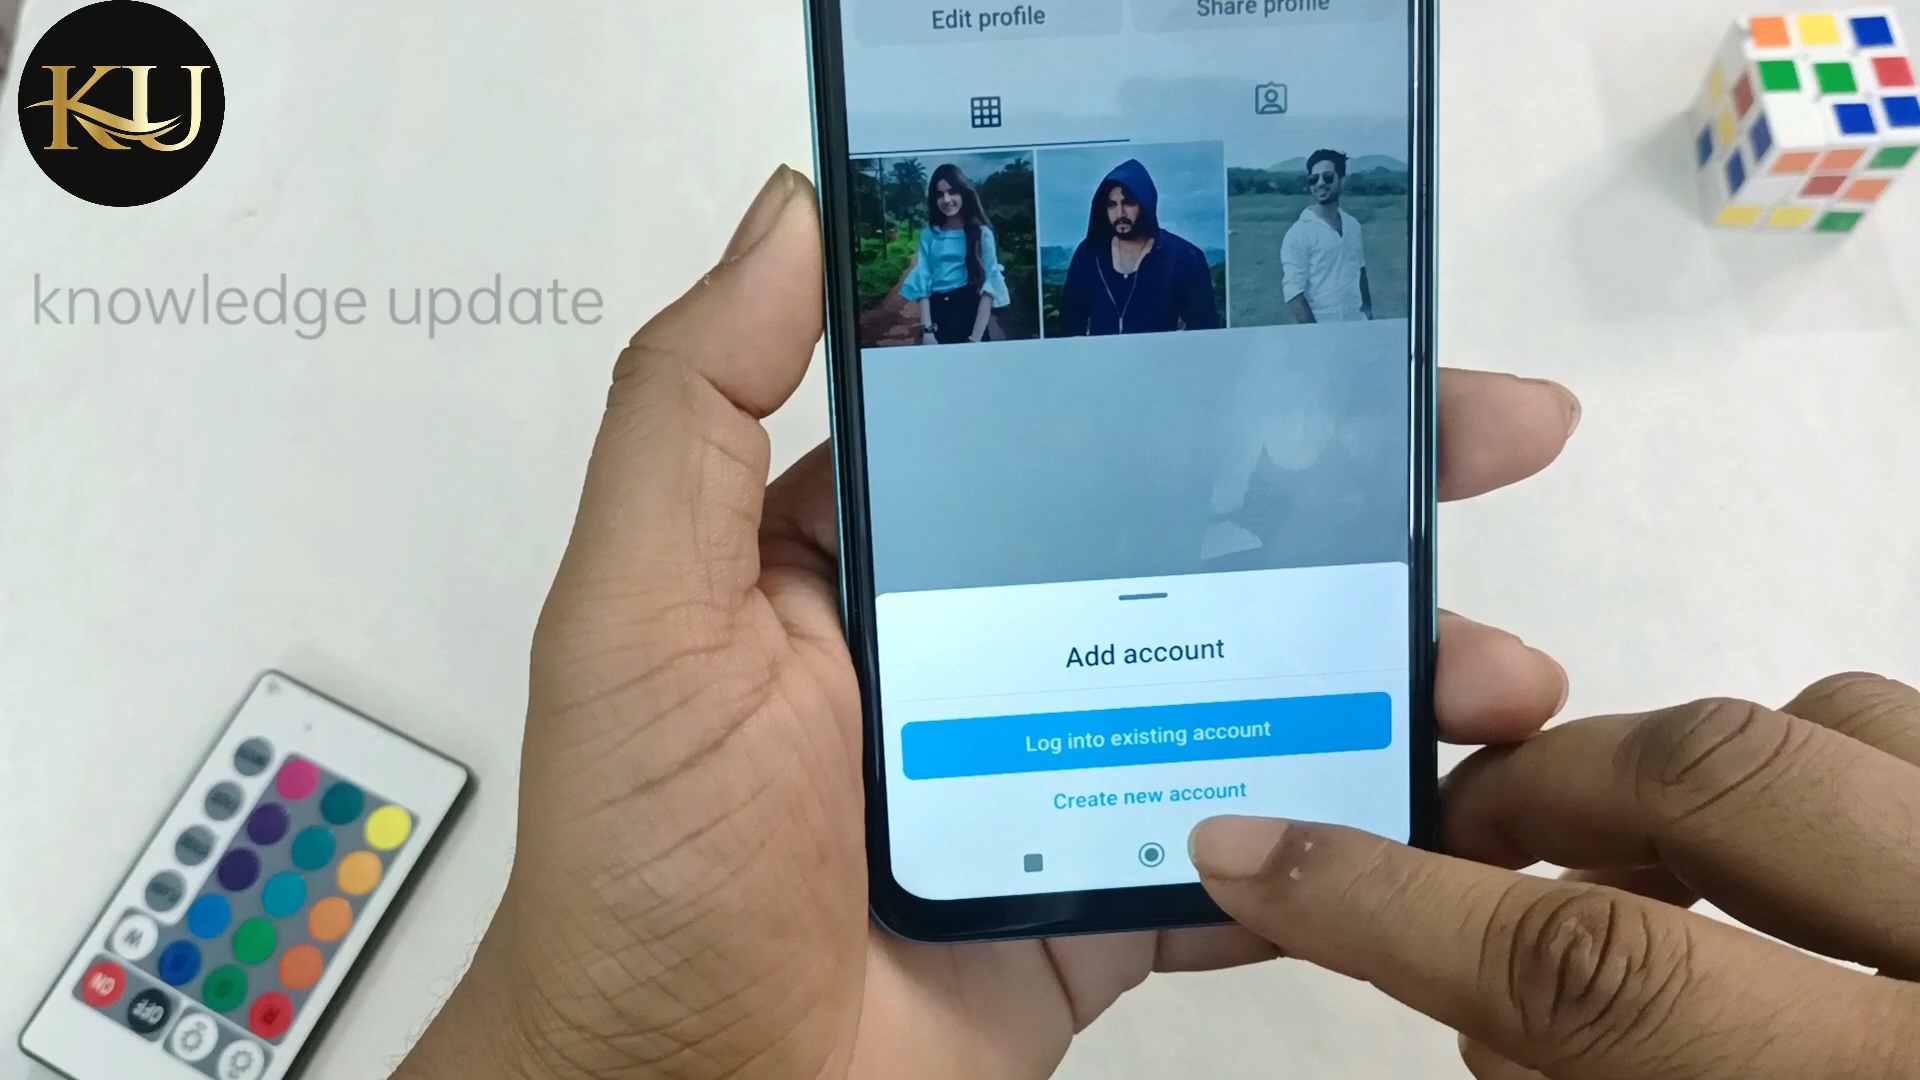 KU
knowledge update
Edit profile
Share profile
Add account
Log into existing account
Create new account
W
ON
OFF
R